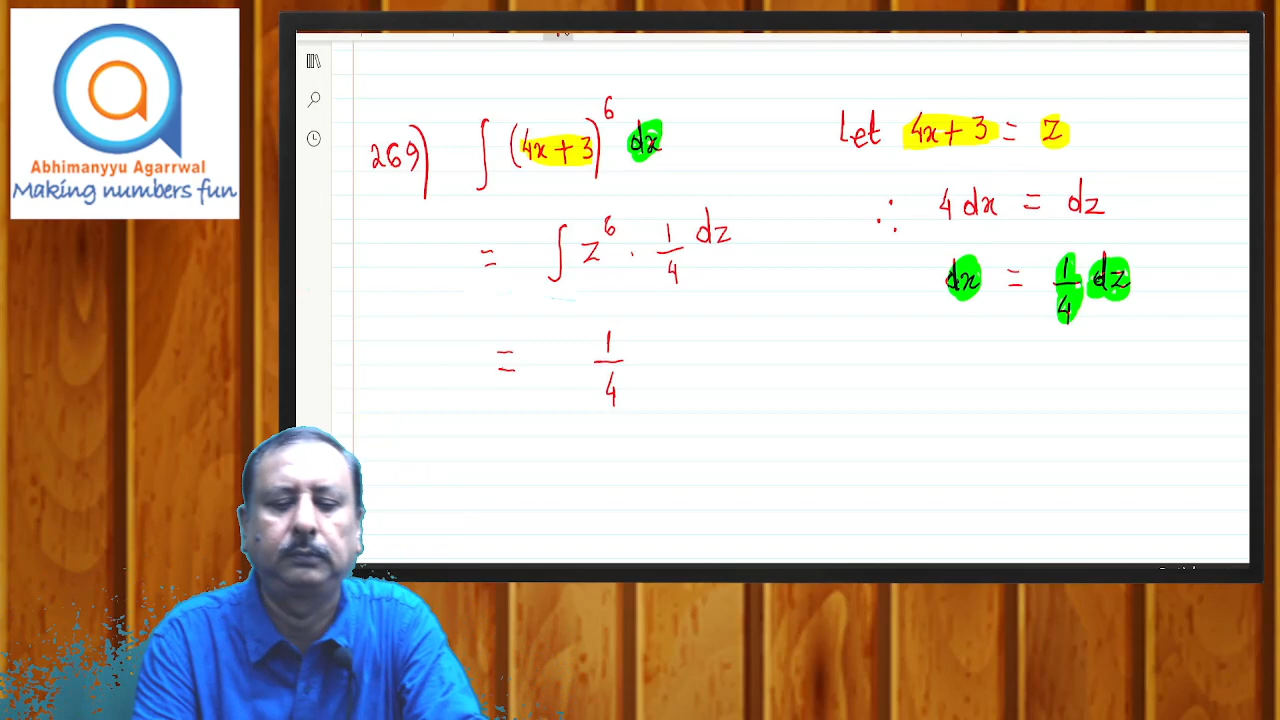 Abhimanyyu Agarrwal
Making numbers fun
269) ∫ (4x + 3)⁶ dx
= ∫ z⁶ · 1/4 dz
= 1/4
Let 4x + 3 = z
∴ 4 dx = dz
dx = 1/4 dz